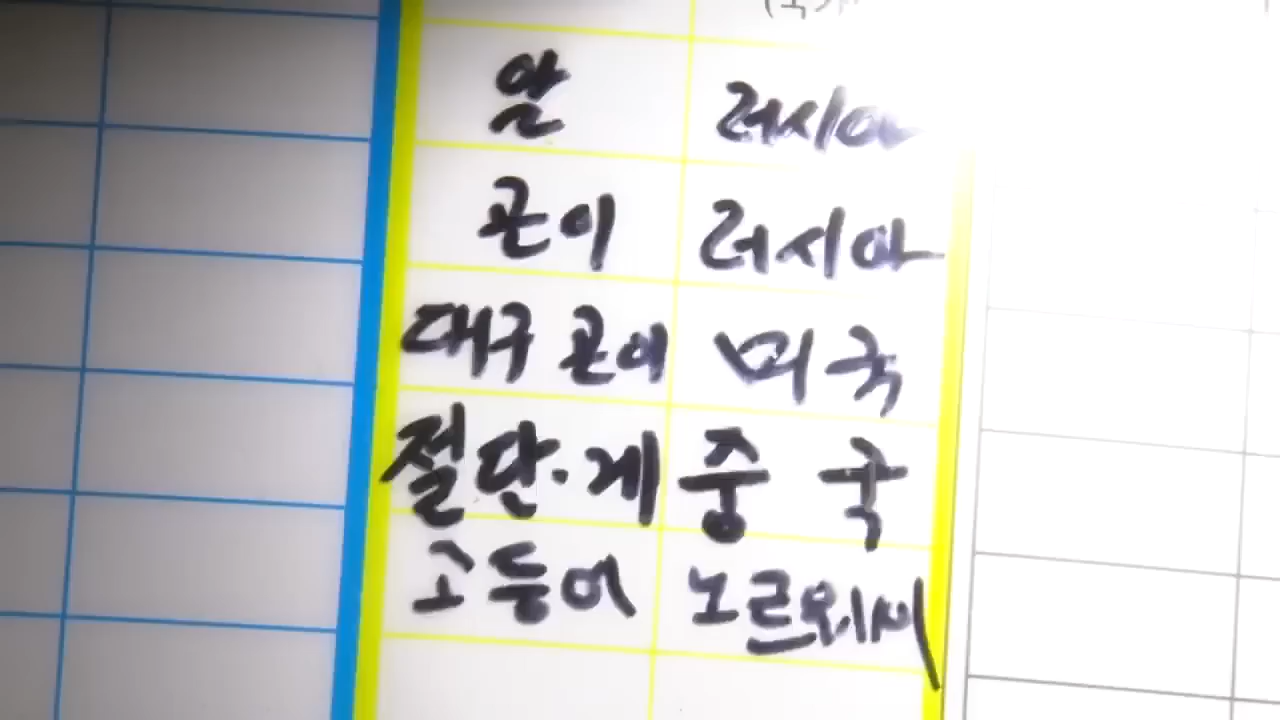 알 러시아
곤이 러시아
대구 곤이 미국
절단·게 중국
고등어 노르웨이